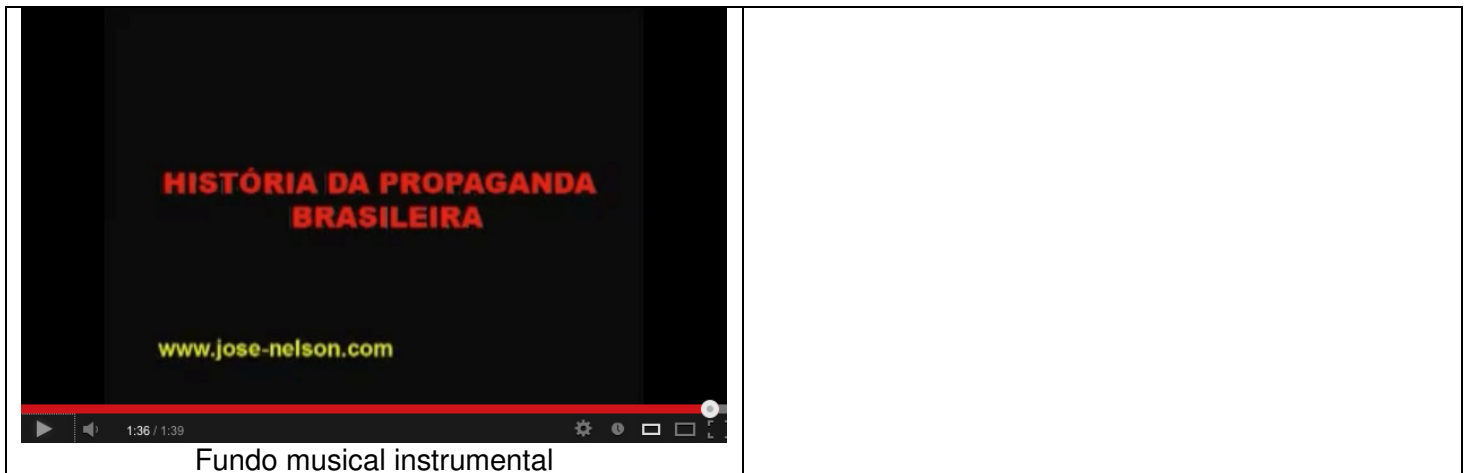 HISTÓRIA DA PROPAGANDA
BRASILEIRA
www.jose-nelson.com
1:36 / 1:39
Fundo musical instrumental